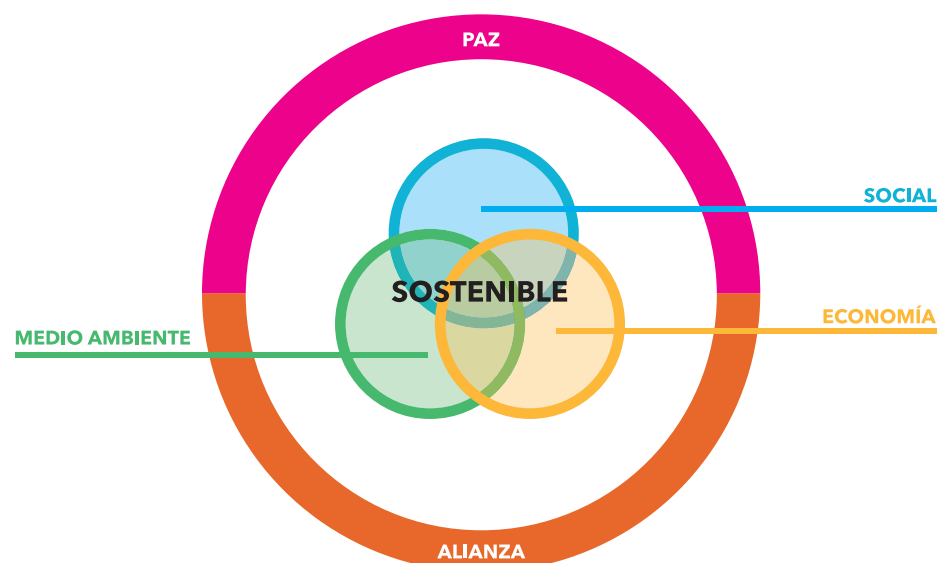 PAZ
SOCIAL
SOSTENIBLE
ECONOMÍA
MEDIO AMBIENTE
ALIANZA